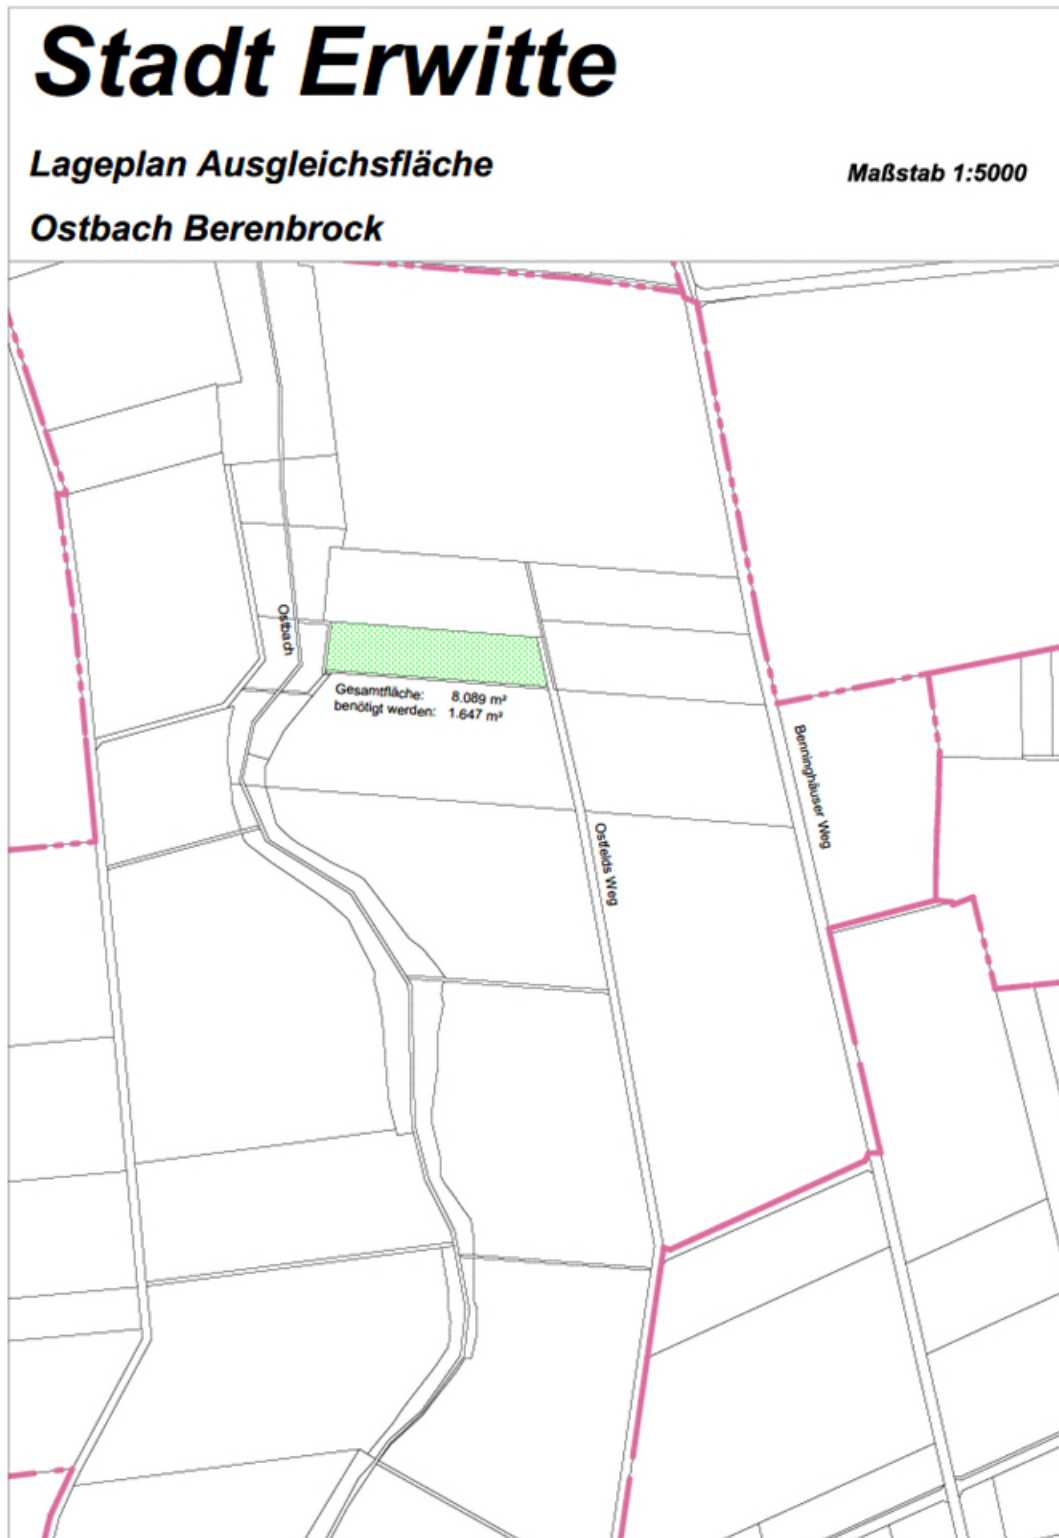 Stadt Erwitte
Lageplan Ausgleichsfläche
Maßstab 1:5000
Ostbach Berenbrock
Ostbach
Gesamtfläche: 8.089 m²
benötigt werden: 1.647 m²
Benninghäuser Weg
Ostfelds Weg